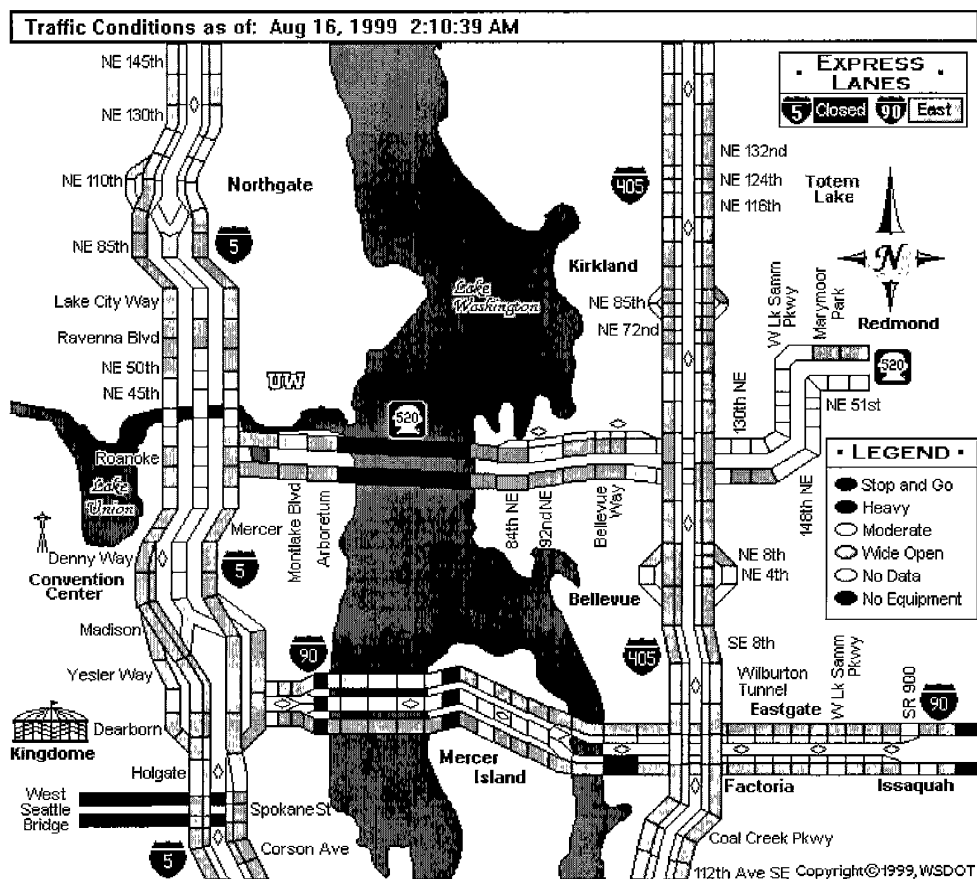 Traffic Conditions as of: Aug 16, 1999 2:10:39 AM
NE 145th
NE 130th
NE 110th
Northgate
NE 85th
5
Lake City Way
Ravenna Blvd
NE 50th
NE 45th
UW
Roanoke
Lake
Union
Mercer
Denny Way
Convention
Center
5
Madison
Yesler Way
Dearborn
Kingdome
Holgate
West
Seattle
Bridge
Spokane St
Corson Ave
5
Lake
Washington
520
Montlake Blvd
Arboretum
84th NE
92nd NE
Bellevue
Way
90
Mercer
Island
EXPRESS
LANES
5 Closed 90 East
405
NE 132nd
NE 124th
NE 116th
Totem
Lake
N
Kirkland
NE 85th
NE 72nd
W Lk Samm
Pkwy
Marymoor
Park
Redmond
520
NE 51st
130th NE
148th NE
LEGEND
Stop and Go
Heavy
Moderate
Wide Open
No Data
No Equipment
NE 8th
NE 4th
Bellevue
405
SE 8th
Wilburton
Tunnel
Eastgate
W Lk Samm
Pkwy
SR 900
90
Factoria
Issaquah
Coal Creek Pkwy
112th Ave SE
Copyright©1999, WSDOT